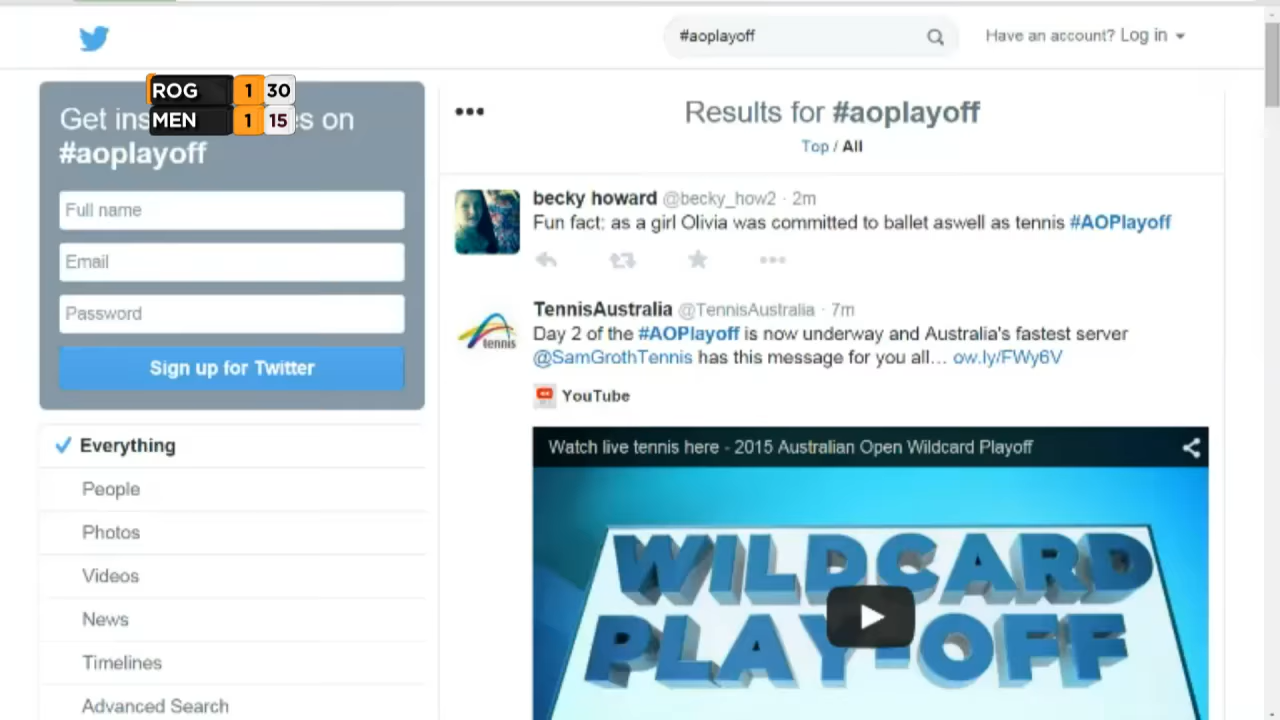 #aoplayoff
Have an account? Log in
ROG 1 30
MEN 1 15
Get ins es on
#aoplayoff
Full name
Email
Password
Sign up for Twitter
Everything
People
Photos
Videos
News
Timelines
Advanced Search
Results for #aoplayoff
Top / All
becky howard @becky_how2 · 2m
Fun fact: as a girl Olivia was committed to ballet aswell as tennis #AOPlayoff
TennisAustralia @TennisAustralia · 7m
tennis
Day 2 of the #AOPlayoff is now underway and Australia's fastest server
@SamGrothTennis has this message for you all… ow.ly/FWy6V
YouTube
Watch live tennis here - 2015 Australian Open Wildcard Playoff
WILDCARD
PLAY-OFF